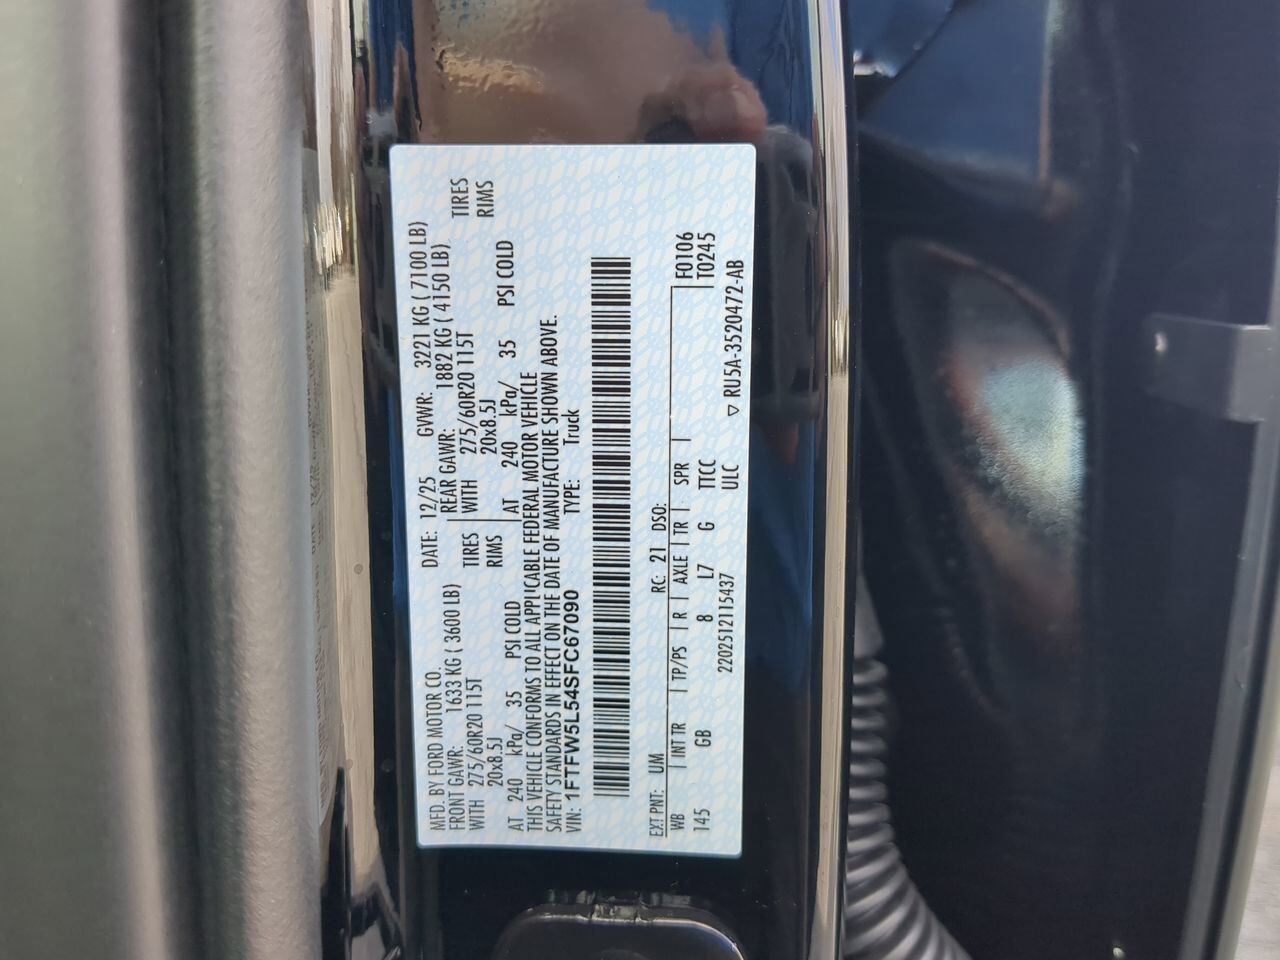 MFD. BY FORD MOTOR CO.
DATE: 12/25 GVWR: 3221 KG ( 7100 LB)
FRONT GAWR: 1633 KG ( 3600 LB)
REAR GAWR: 1882 KG ( 4150 LB)
WITH 275/60R20 115T TIRES
WITH 275/60R20 115T TIRES
20x8.5J RIMS
20x8.5J RIMS
AT 240 kPa/ 35 PSI COLD
AT 240 kPa/ 35 PSI COLD
THIS VEHICLE CONFORMS TO ALL APPLICABLE FEDERAL MOTOR VEHICLE
SAFETY STANDARDS IN EFFECT ON THE DATE OF MANUFACTURE SHOWN ABOVE.
VIN: 1FTFW5L54SFC67090 TYPE: Truck
EXT PNT: UM RC: 21 DSO:
WB INT TR TP/PS R AXLE TR SPR F0106
145 GB 8 L7 G TTCC T0245
2202512115437 ULC
▽ RU5A-3520472-AB